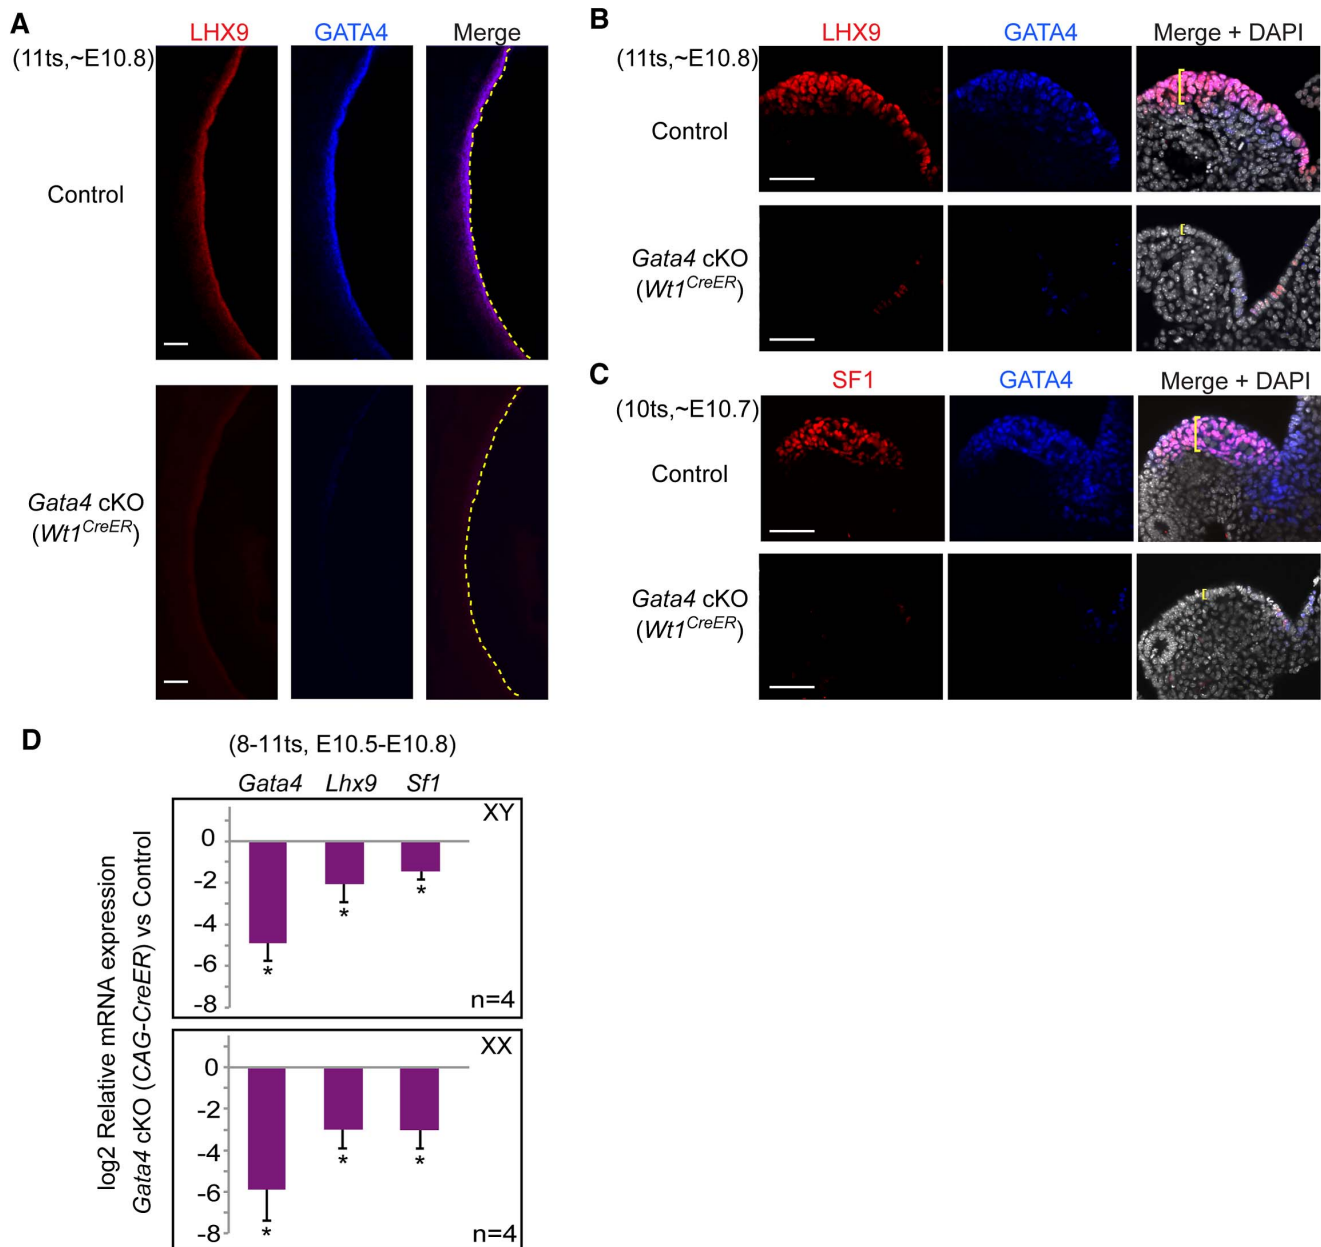 A
LHX9 GATA4 Merge
(11ts,~E10.8)
Control
Gata4 cKO
(Wt1CreER)
B
LHX9 GATA4 Merge + DAPI
(11ts,~E10.8)
Control
Gata4 cKO
(Wt1CreER)
C
SF1 GATA4 Merge + DAPI
(10ts,~E10.7)
Control
Gata4 cKO
(Wt1CreER)
D
(8-11ts, E10.5-E10.8)
Gata4 Lhx9 Sf1
log2 Relative mRNA expression
Gata4 cKO (CAG-CreER) vs Control
XY
0
-2
-4
-6
-8
* * *
n=4
XX
0
-2
-4
-6
-8
* * *
n=4